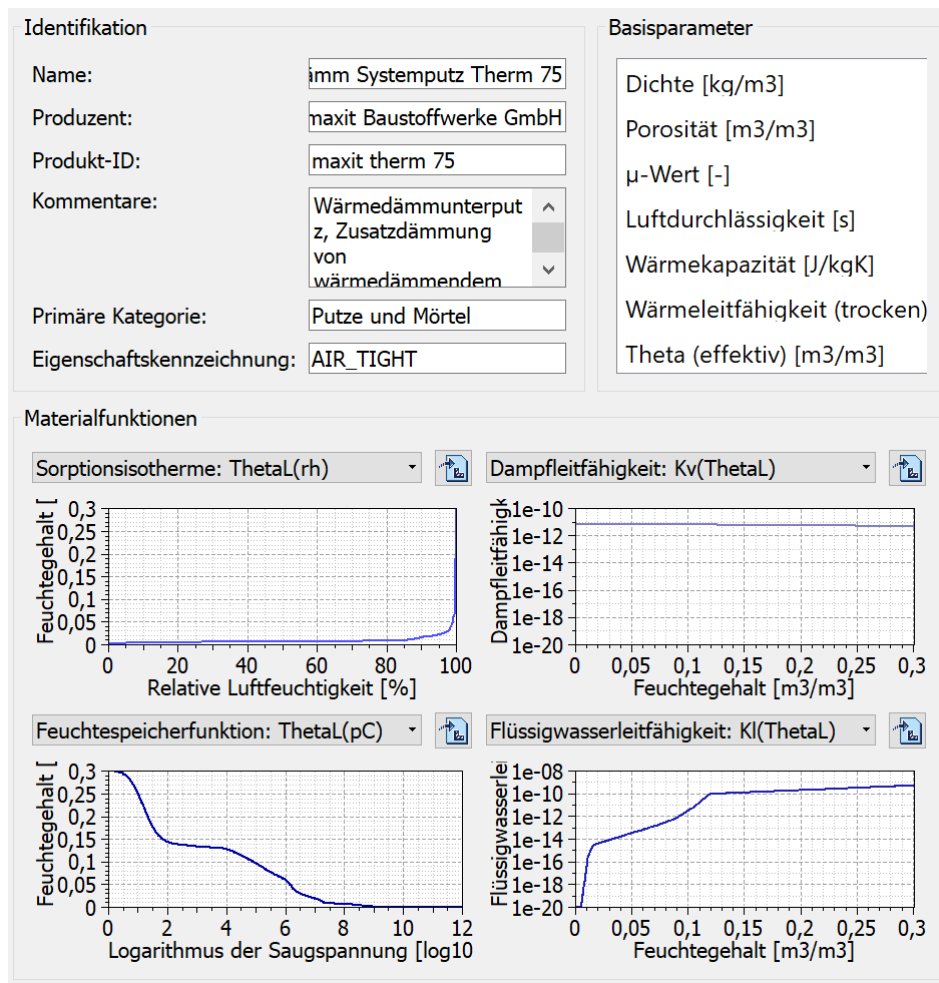 Identifikation
Name:
ämm Systemputz Therm 75
Produzent:
maxit Baustoffwerke GmbH
Produkt-ID:
maxit therm 75
Kommentare:
Wärmedämmunterput
z, Zusatzdämmung
von
wärmedämmendem
Primäre Kategorie:
Putze und Mörtel
Eigenschaftskennzeichnung:
AIR_TIGHT
Basisparameter
Dichte [kg/m3]
Porosität [m3/m3]
µ-Wert [-]
Luftdurchlässigkeit [s]
Wärmekapazität [J/kgK]
Wärmeleitfähigkeit (trocken)
Theta (effektiv) [m3/m3]
Materialfunktionen
Sorptionsisotherme: ThetaL(rh)
Feuchtegehalt [
0,3
0,25
0,2
0,15
0,1
0,05
0
0 20 40 60 80 100
Relative Luftfeuchtigkeit [%]
Dampfleitfähigkeit: Kv(ThetaL)
Dampfleitfähigk
1e-10
1e-12
1e-14
1e-16
1e-18
1e-20
0 0,05 0,1 0,15 0,2 0,25 0,3
Feuchtegehalt [m3/m3]
Feuchtespeicherfunktion: ThetaL(pC)
Feuchtegehalt [
0,3
0,25
0,2
0,15
0,1
0,05
0
0 2 4 6 8 10 12
Logarithmus der Saugspannung [log10
Flüssigwasserleitfähigkeit: Kl(ThetaL)
Flüssigwasserlei
1e-08
1e-10
1e-12
1e-14
1e-16
1e-18
1e-20
0 0,05 0,1 0,15 0,2 0,25 0,3
Feuchtegehalt [m3/m3]